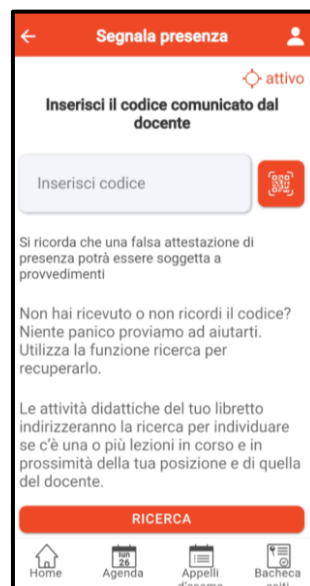 Segnala presenza
attivo
Inserisci il codice comunicato dal
docente
Inserisci codice
Si ricorda che una falsa attestazione di
presenza potrà essere soggetta a
provvedimenti
Non hai ricevuto o non ricordi il codice?
Niente panico proviamo ad aiutarti.
Utilizza la funzione ricerca per
recuperarlo.
Le attività didattiche del tuo libretto
indirizzeranno la ricerca per individuare
se c'è una o più lezioni in corso e in
prossimità della tua posizione e di quella
del docente.
RICERCA
lun
26
Home Agenda Appelli Bacheca
d'esame esiti